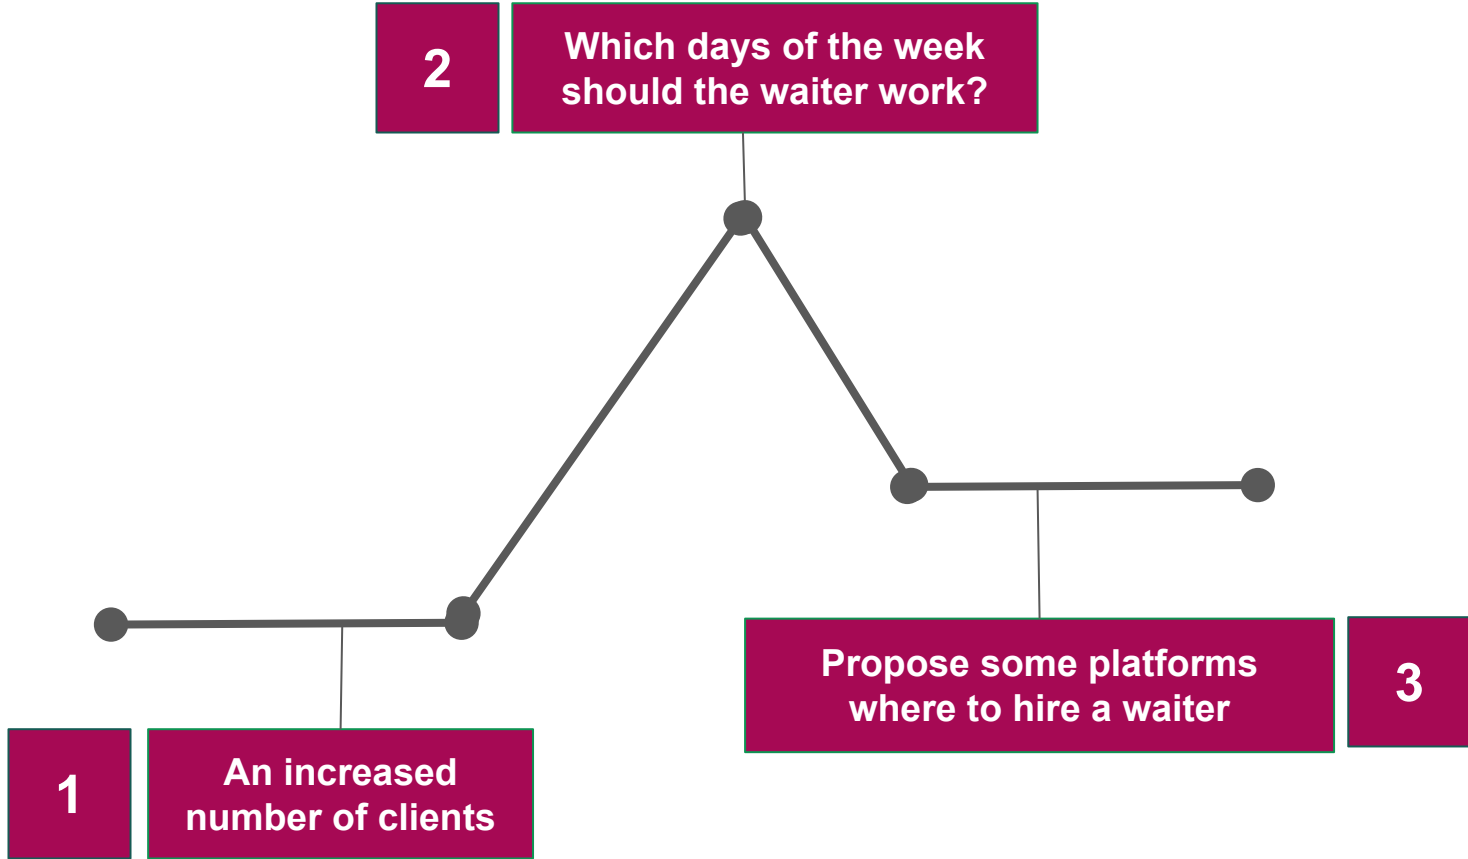 2
Which days of the week
should the waiter work?
Propose some platforms
where to hire a waiter
3
1
An increased
number of clients